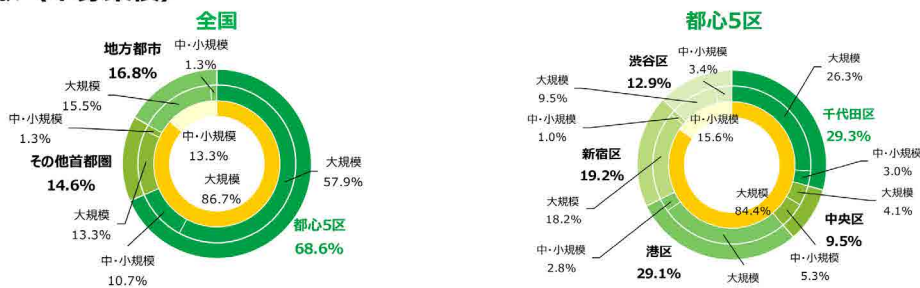 全国
地方都市
16.8%
中・小規模
1.3%
大規模
15.5%
中・小規模
1.3%
その他首都圏
14.6%
大規模
13.3%
中・小規模
10.7%
中・小規模
13.3%
大規模
86.7%
大規模
57.9%
都心5区
68.6%
都心5区
渋谷区
12.9%
中・小規模
3.4%
大規模
26.3%
大規模
9.5%
千代田区
29.3%
中・小規模
1.0%
中・小規模
15.6%
新宿区
19.2%
中・小規模
3.0%
大規模
18.2%
大規模
84.4%
大規模
4.1%
中央区
9.5%
中・小規模
2.8%
港区
29.1%
大規模
中・小規模
5.3%